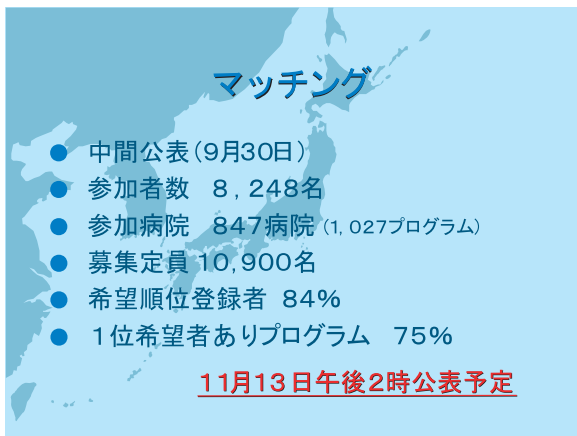 マッチング
● 中間公表(9月30日)
● 参加者数　8,248名
● 参加病院　847病院 (1,027プログラム)
● 募集定員 10,900名
● 希望順位登録者　84%
● 1位希望者ありプログラム　75%
11月13日午後2時公表予定